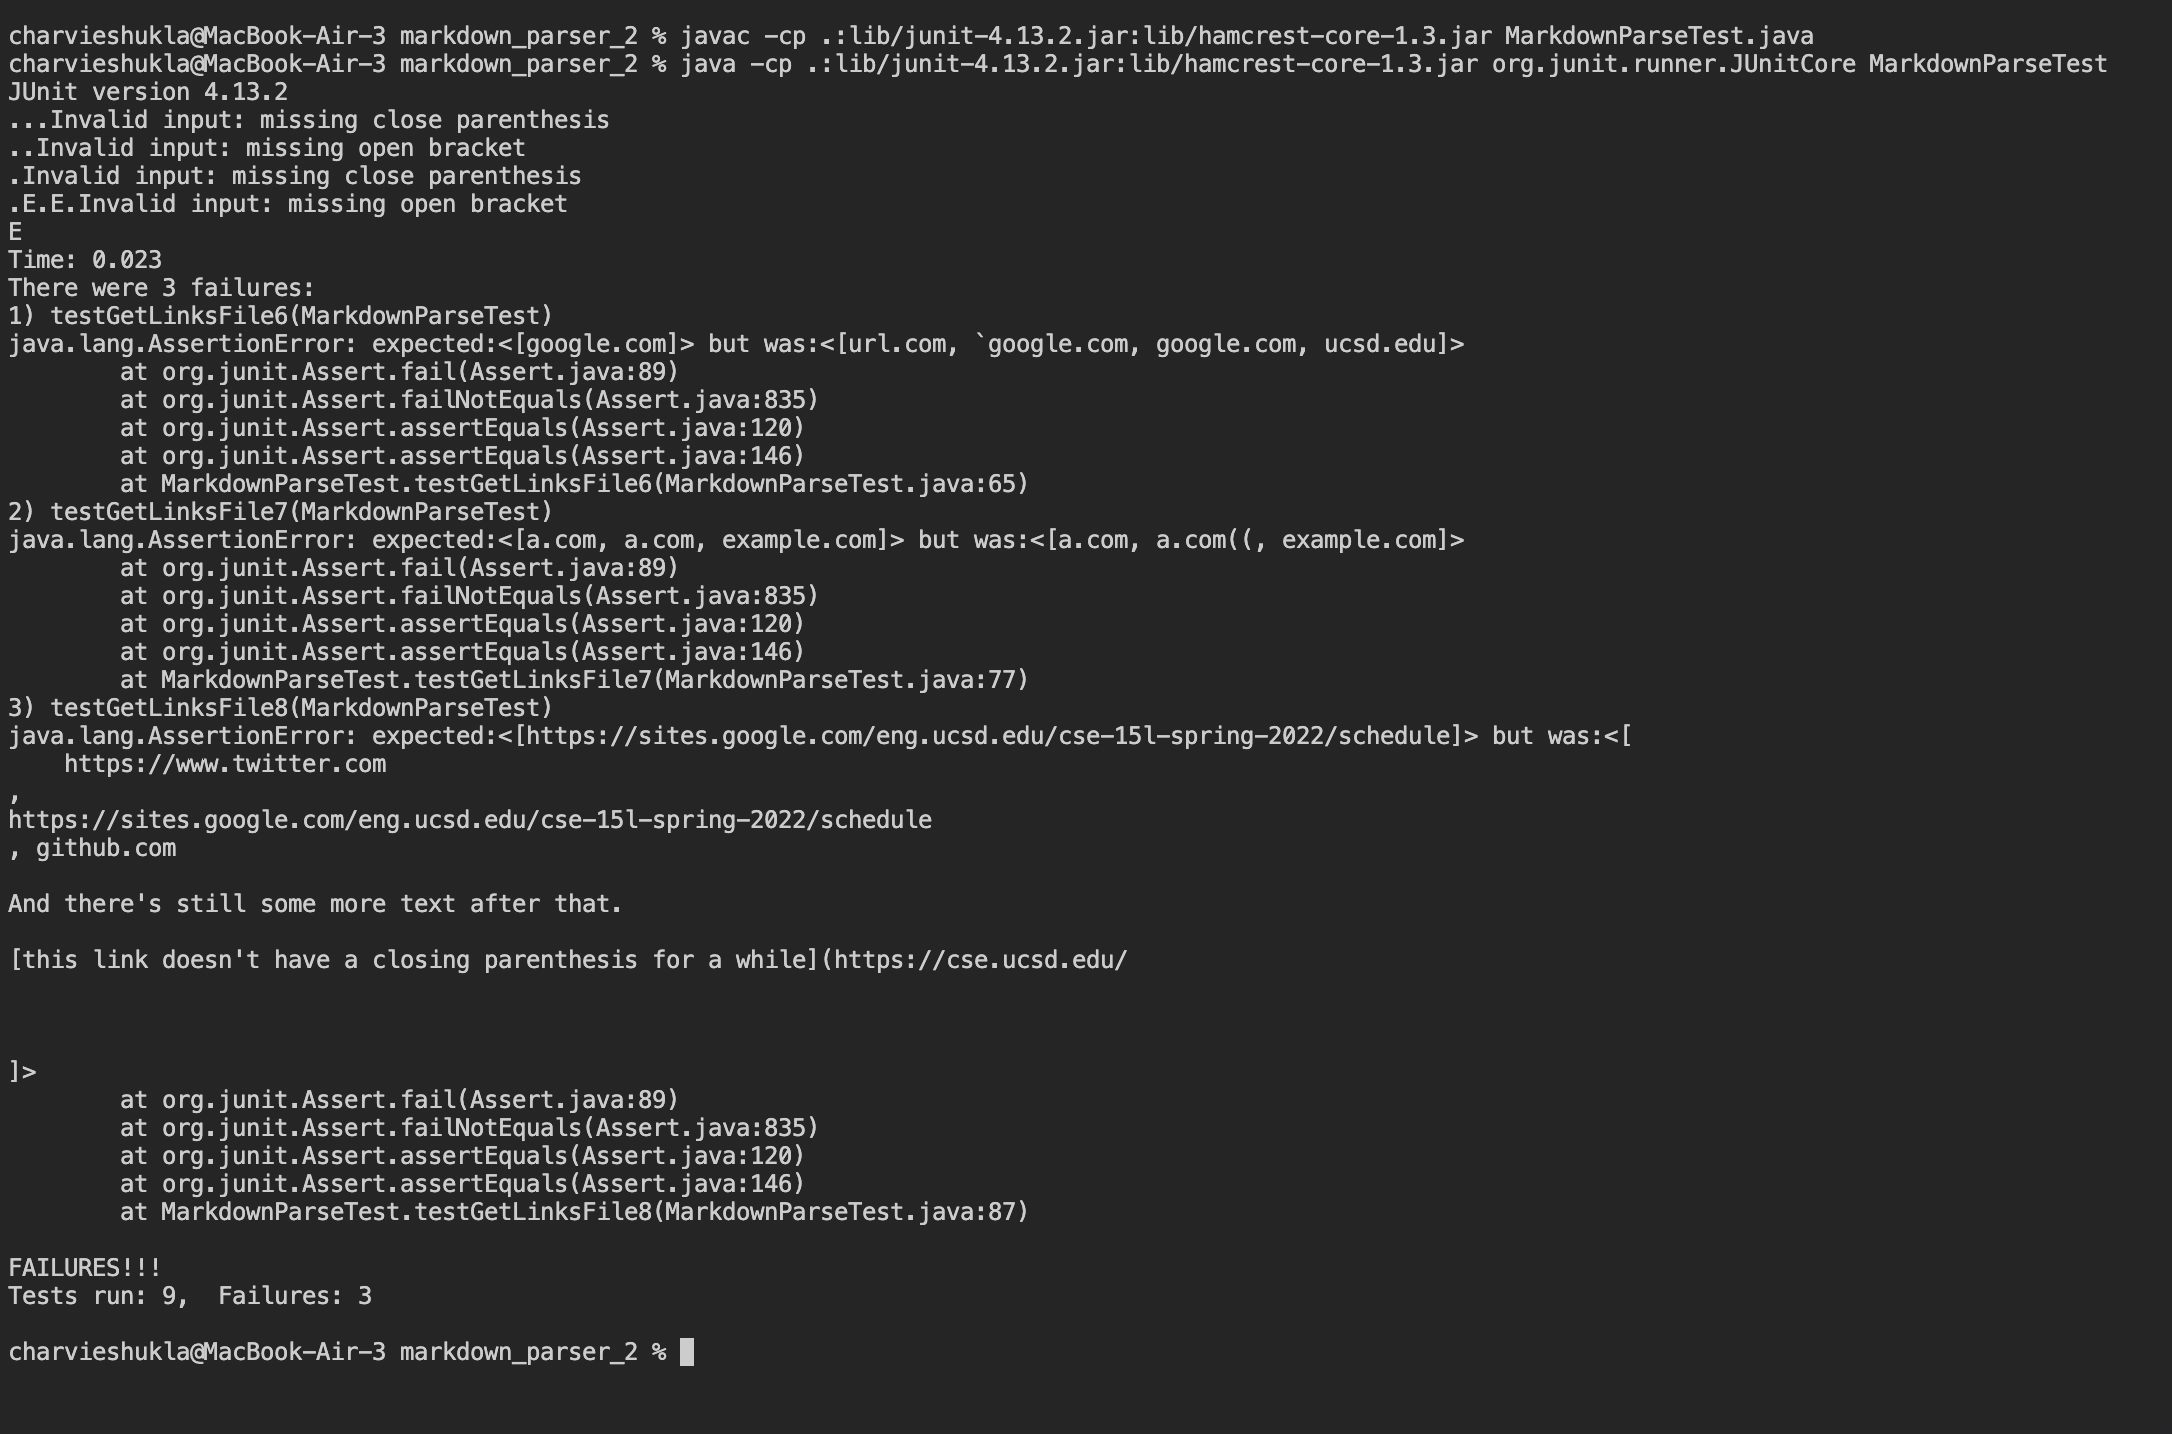 charvieshukla@MacBook-Air-3 markdown_parser_2 % javac -cp .:lib/junit-4.13.2.jar:lib/hamcrest-core-1.3.jar MarkdownParseTest.java
charvieshukla@MacBook-Air-3 markdown_parser_2 % java -cp .:lib/junit-4.13.2.jar:lib/hamcrest-core-1.3.jar org.junit.runner.JUnitCore MarkdownParseTest
JUnit version 4.13.2
...Invalid input: missing close parenthesis
..Invalid input: missing open bracket
.Invalid input: missing close parenthesis
.E.E.Invalid input: missing open bracket
E
Time: 0.023
There were 3 failures:
1) testGetLinksFile6(MarkdownParseTest)
java.lang.AssertionError: expected:<[google.com]> but was:<[url.com, `google.com, google.com, ucsd.edu]>
        at org.junit.Assert.fail(Assert.java:89)
        at org.junit.Assert.failNotEquals(Assert.java:835)
        at org.junit.Assert.assertEquals(Assert.java:120)
        at org.junit.Assert.assertEquals(Assert.java:146)
        at MarkdownParseTest.testGetLinksFile6(MarkdownParseTest.java:65)
2) testGetLinksFile7(MarkdownParseTest)
java.lang.AssertionError: expected:<[a.com, a.com, example.com]> but was:<[a.com, a.com((, example.com]>
        at org.junit.Assert.fail(Assert.java:89)
        at org.junit.Assert.failNotEquals(Assert.java:835)
        at org.junit.Assert.assertEquals(Assert.java:120)
        at org.junit.Assert.assertEquals(Assert.java:146)
        at MarkdownParseTest.testGetLinksFile7(MarkdownParseTest.java:77)
3) testGetLinksFile8(MarkdownParseTest)
java.lang.AssertionError: expected:<[https://sites.google.com/eng.ucsd.edu/cse-15l-spring-2022/schedule]> but was:<[
    https://www.twitter.com
,
https://sites.google.com/eng.ucsd.edu/cse-15l-spring-2022/schedule
, github.com

And there's still some more text after that.

[this link doesn't have a closing parenthesis for a while](https://cse.ucsd.edu/



]>
        at org.junit.Assert.fail(Assert.java:89)
        at org.junit.Assert.failNotEquals(Assert.java:835)
        at org.junit.Assert.assertEquals(Assert.java:120)
        at org.junit.Assert.assertEquals(Assert.java:146)
        at MarkdownParseTest.testGetLinksFile8(MarkdownParseTest.java:87)

FAILURES!!!
Tests run: 9,  Failures: 3

charvieshukla@MacBook-Air-3 markdown_parser_2 %